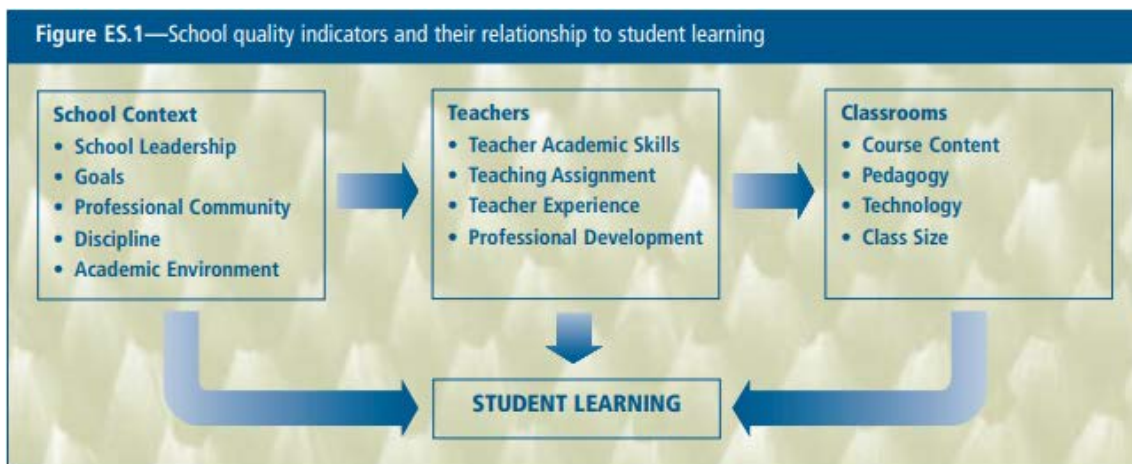 Figure ES.1—School quality indicators and their relationship to student learning
School Context
• School Leadership
• Goals
• Professional Community
• Discipline
• Academic Environment
Teachers
• Teacher Academic Skills
• Teaching Assignment
• Teacher Experience
• Professional Development
Classrooms
• Course Content
• Pedagogy
• Technology
• Class Size
STUDENT LEARNING